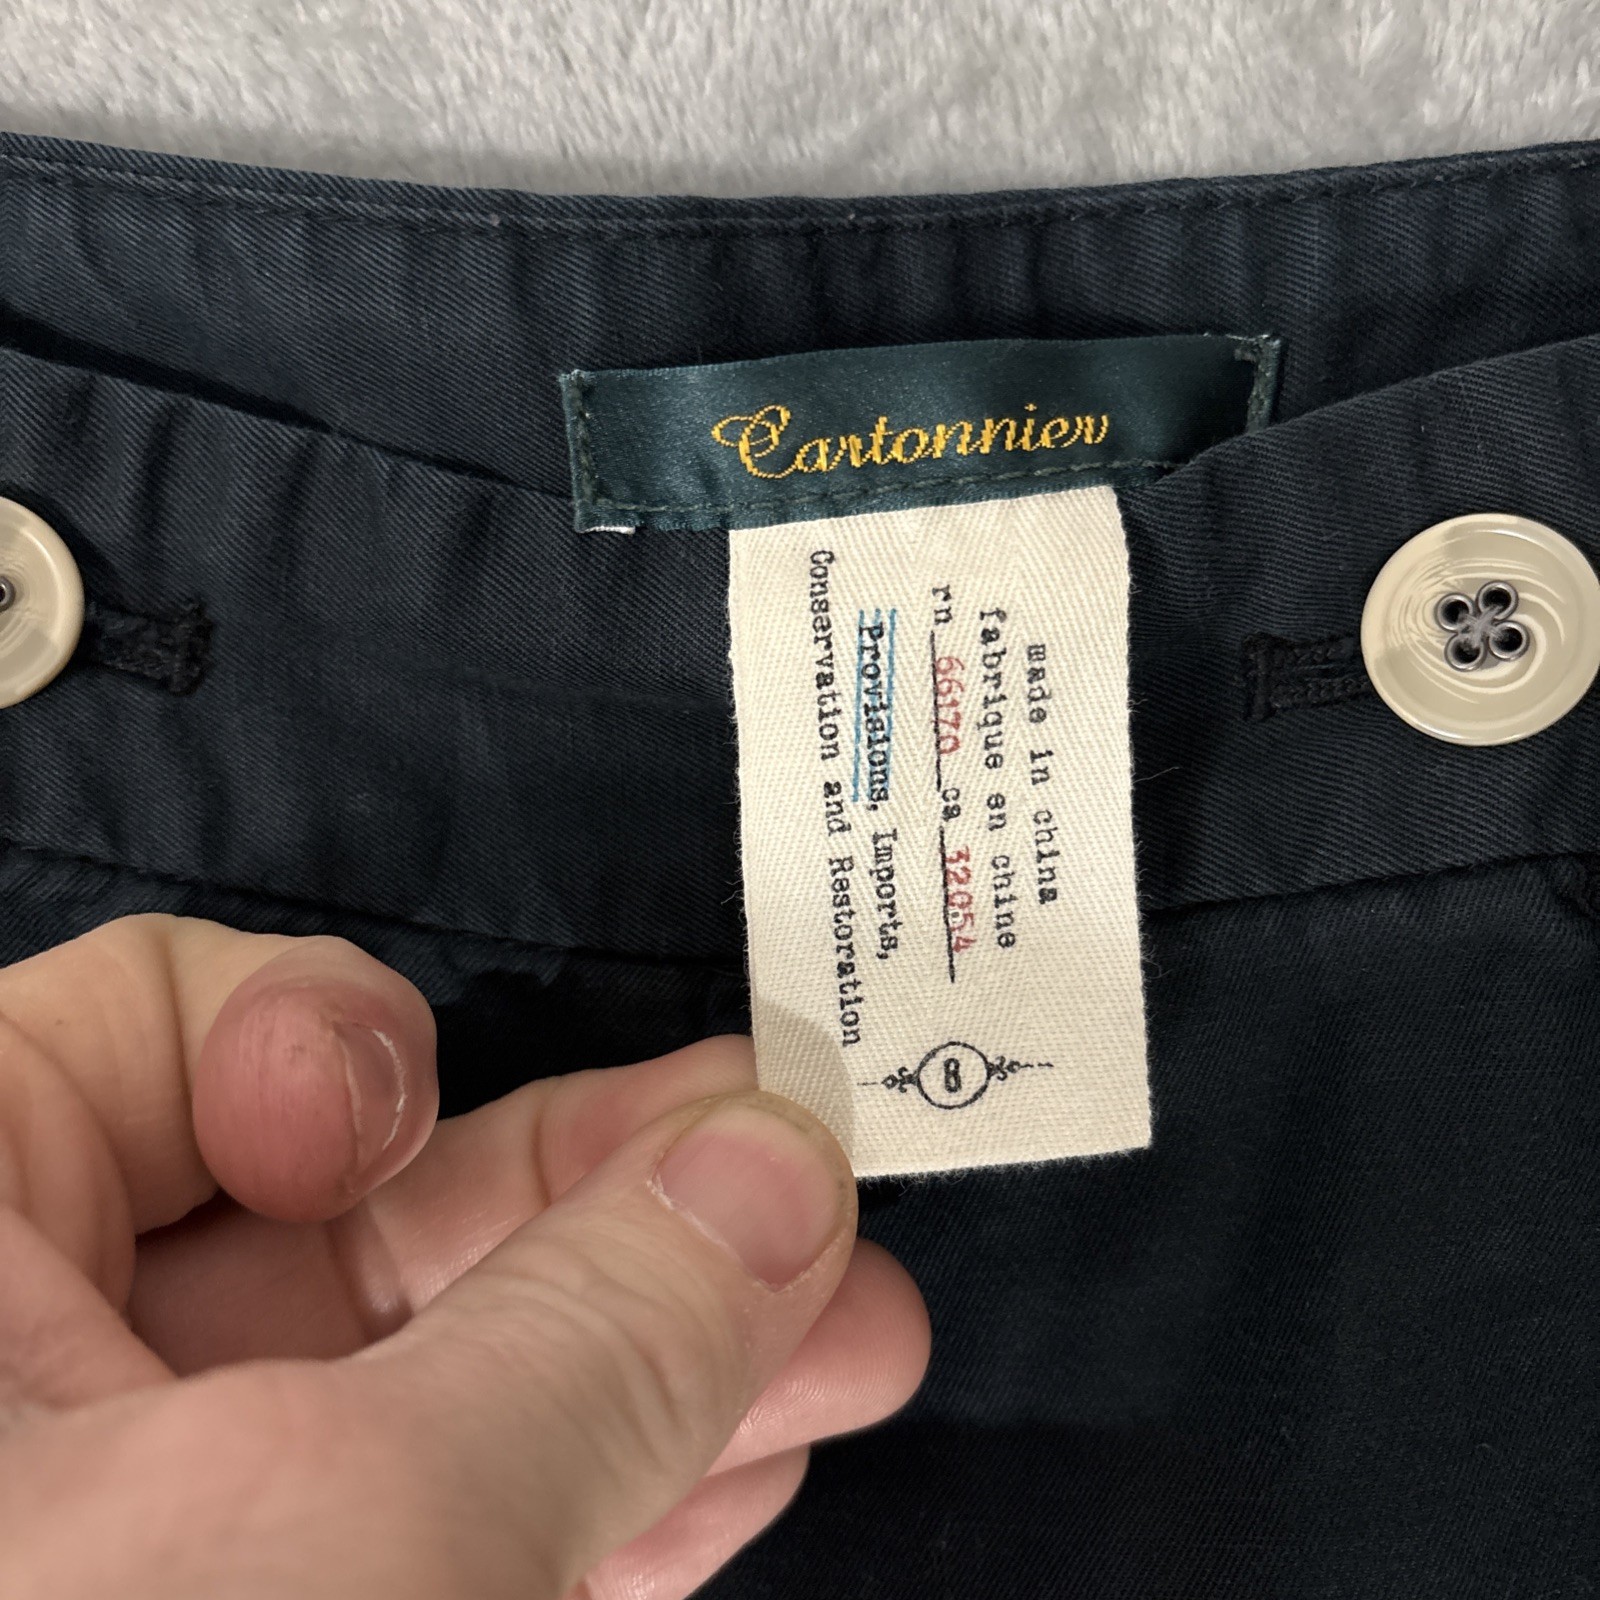 Cartonnier
made in china
fabrique en chine
rn 66170 ca 32054
Provisions, Imports,
Conservation and Restoration
8